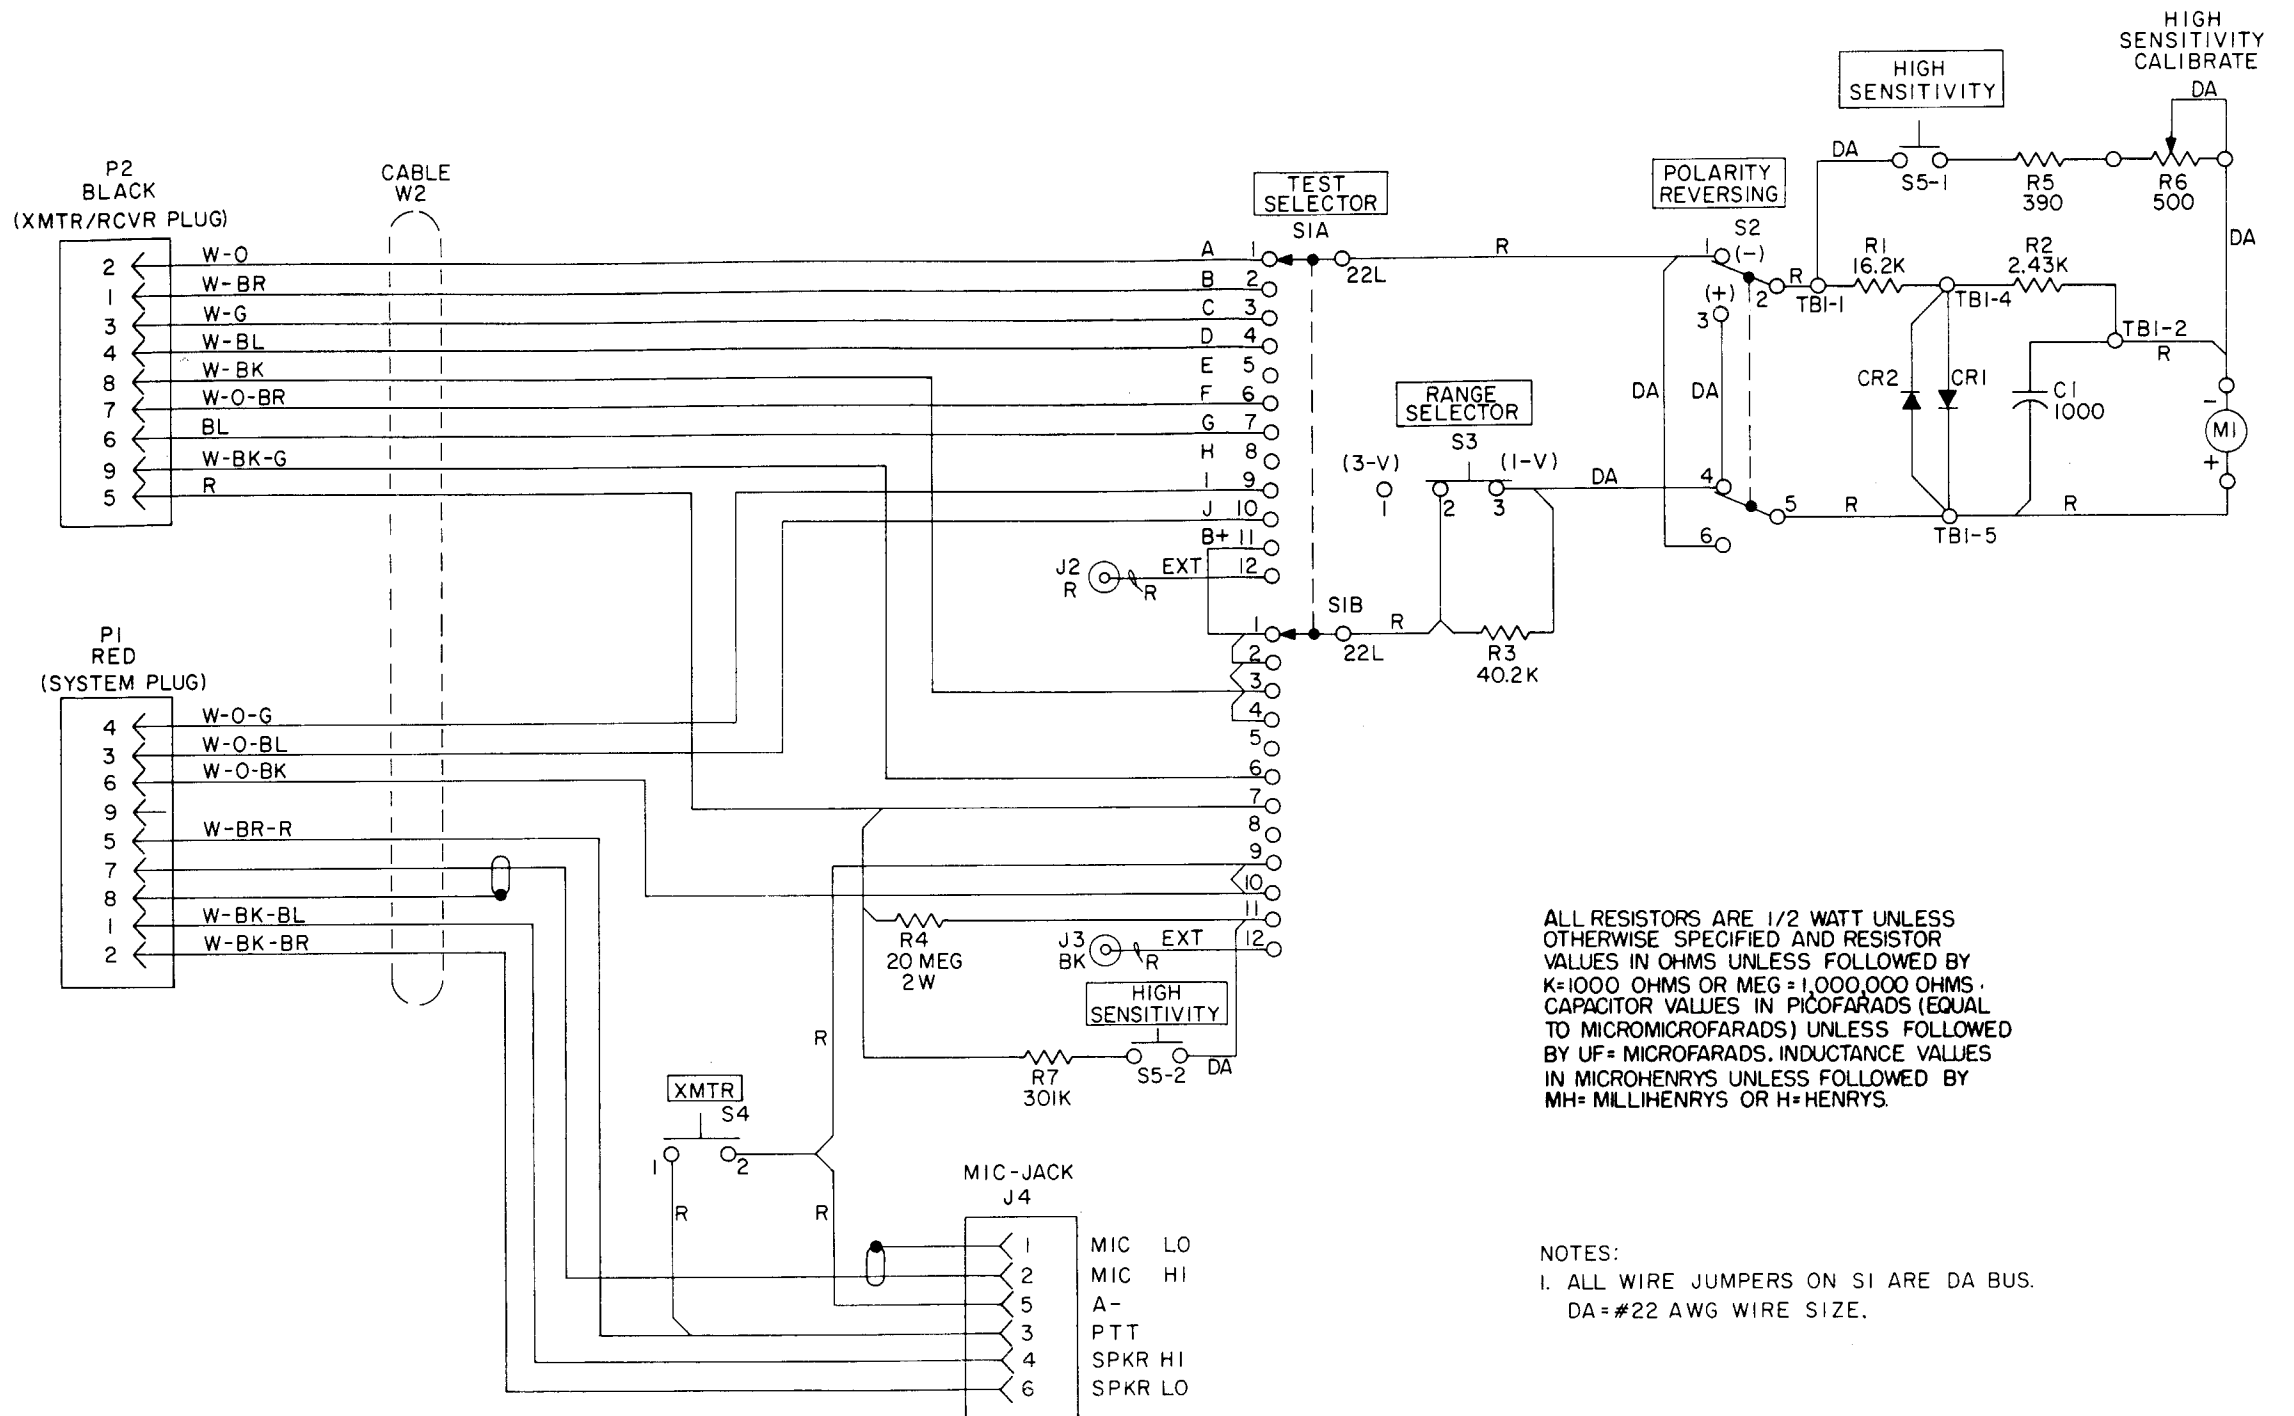 HIGH
SENSITIVITY
CALIBRATE
DA
HIGH
SENSITIVITY
DA
S5-1
R5
390
R6
500
DA
P2
BLACK
(XMTR/RCVR PLUG)
CABLE
W2
TEST
SELECTOR
S1A
POLARITY
REVERSING
S2
2 W-O A 1
1 W-BR B 2
3 W-G C 3
4 W-BL D 4
8 W-BK E 5
7 W-O-BR F 6
6 BL G 7
9 W-BK-G H 8
5 R I 9
J 10
B+ 11
J2
R
EXT
R
12
22L
R
1
(-)
(+)
3
2
R
TB1-1
R1
16.2K
TB1-4
R2
2.43K
TB1-2
R
DA
DA
CR2
CR1
C1
1000
-
M1
+
RANGE
SELECTOR
S3
(3-V)
(1-V)
1
2
3
DA
4
5
6
R
TB1-5
R
S1B
R
22L
R3
40.2K
P1
RED
(SYSTEM PLUG)
4 W-O-G
3 W-O-BL
6 W-O-BK
9
5 W-BR-R
7
8
1 W-BK-BL
2 W-BK-BR
1
2
3
4
5
6
7
8
9
10
11
12
R4
20 MEG
2W
J3
BK
EXT
R
HIGH
SENSITIVITY
R7
301K
S5-2
DA
R
XMTR
S4
1
2
R
R
MIC-JACK
J4
1 MIC LO
2 MIC HI
5 A-
3 PTT
4 SPKR HI
6 SPKR LO
ALL RESISTORS ARE 1/2 WATT UNLESS
OTHERWISE SPECIFIED AND RESISTOR
VALUES IN OHMS UNLESS FOLLOWED BY
K=1000 OHMS OR MEG = 1,000,000 OHMS.
CAPACITOR VALUES IN PICOFARADS (EQUAL
TO MICROMICROFARADS) UNLESS FOLLOWED
BY UF= MICROFARADS. INDUCTANCE VALUES
IN MICROHENRYS UNLESS FOLLOWED BY
MH= MILLIHENRYS OR H=HENRYS.
NOTES:
1. ALL WIRE JUMPERS ON S1 ARE DA BUS.
DA=#22 AWG WIRE SIZE.